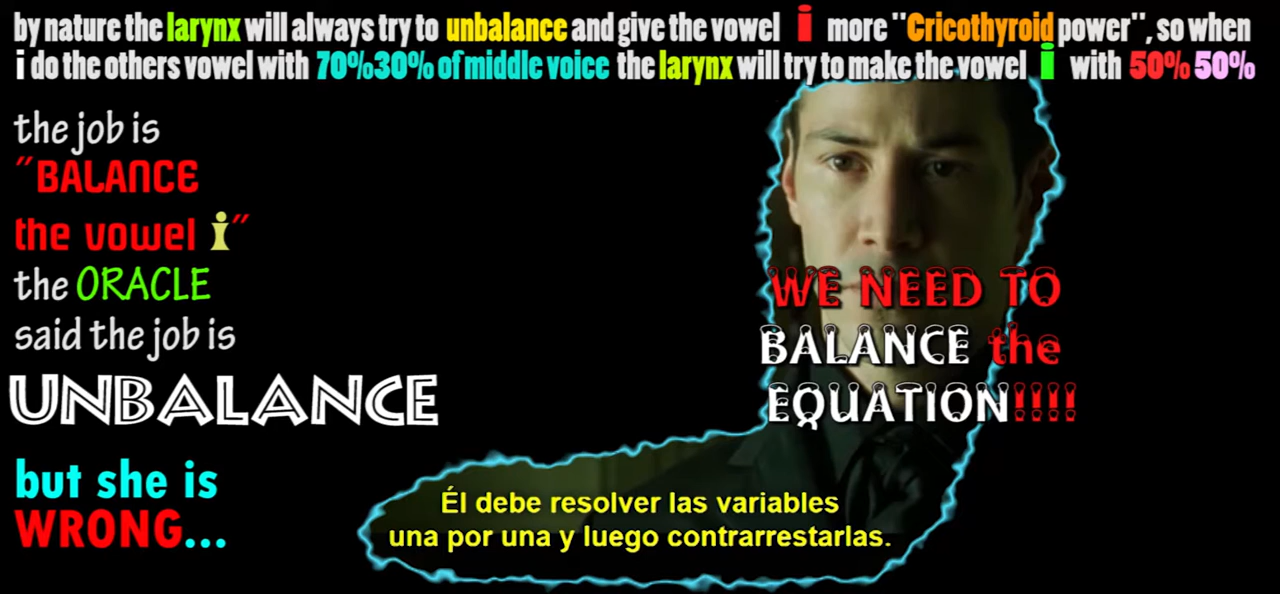 by nature the larynx will always try to unbalance and give the vowel i more "Cricothyroid power", so when
i do the others vowel with 70%30% of middle voice the larynx will try to make the vowel i with 50% 50%
the job is
"BALANCE
the vowel i"
the ORACLE
said the job is
UNBALANCE
but she is
WRONG...
WE NEED TO
BALANCE the
EQUATION!!!!
Él debe resolver las variables
una por una y luego contrarrestarlas.